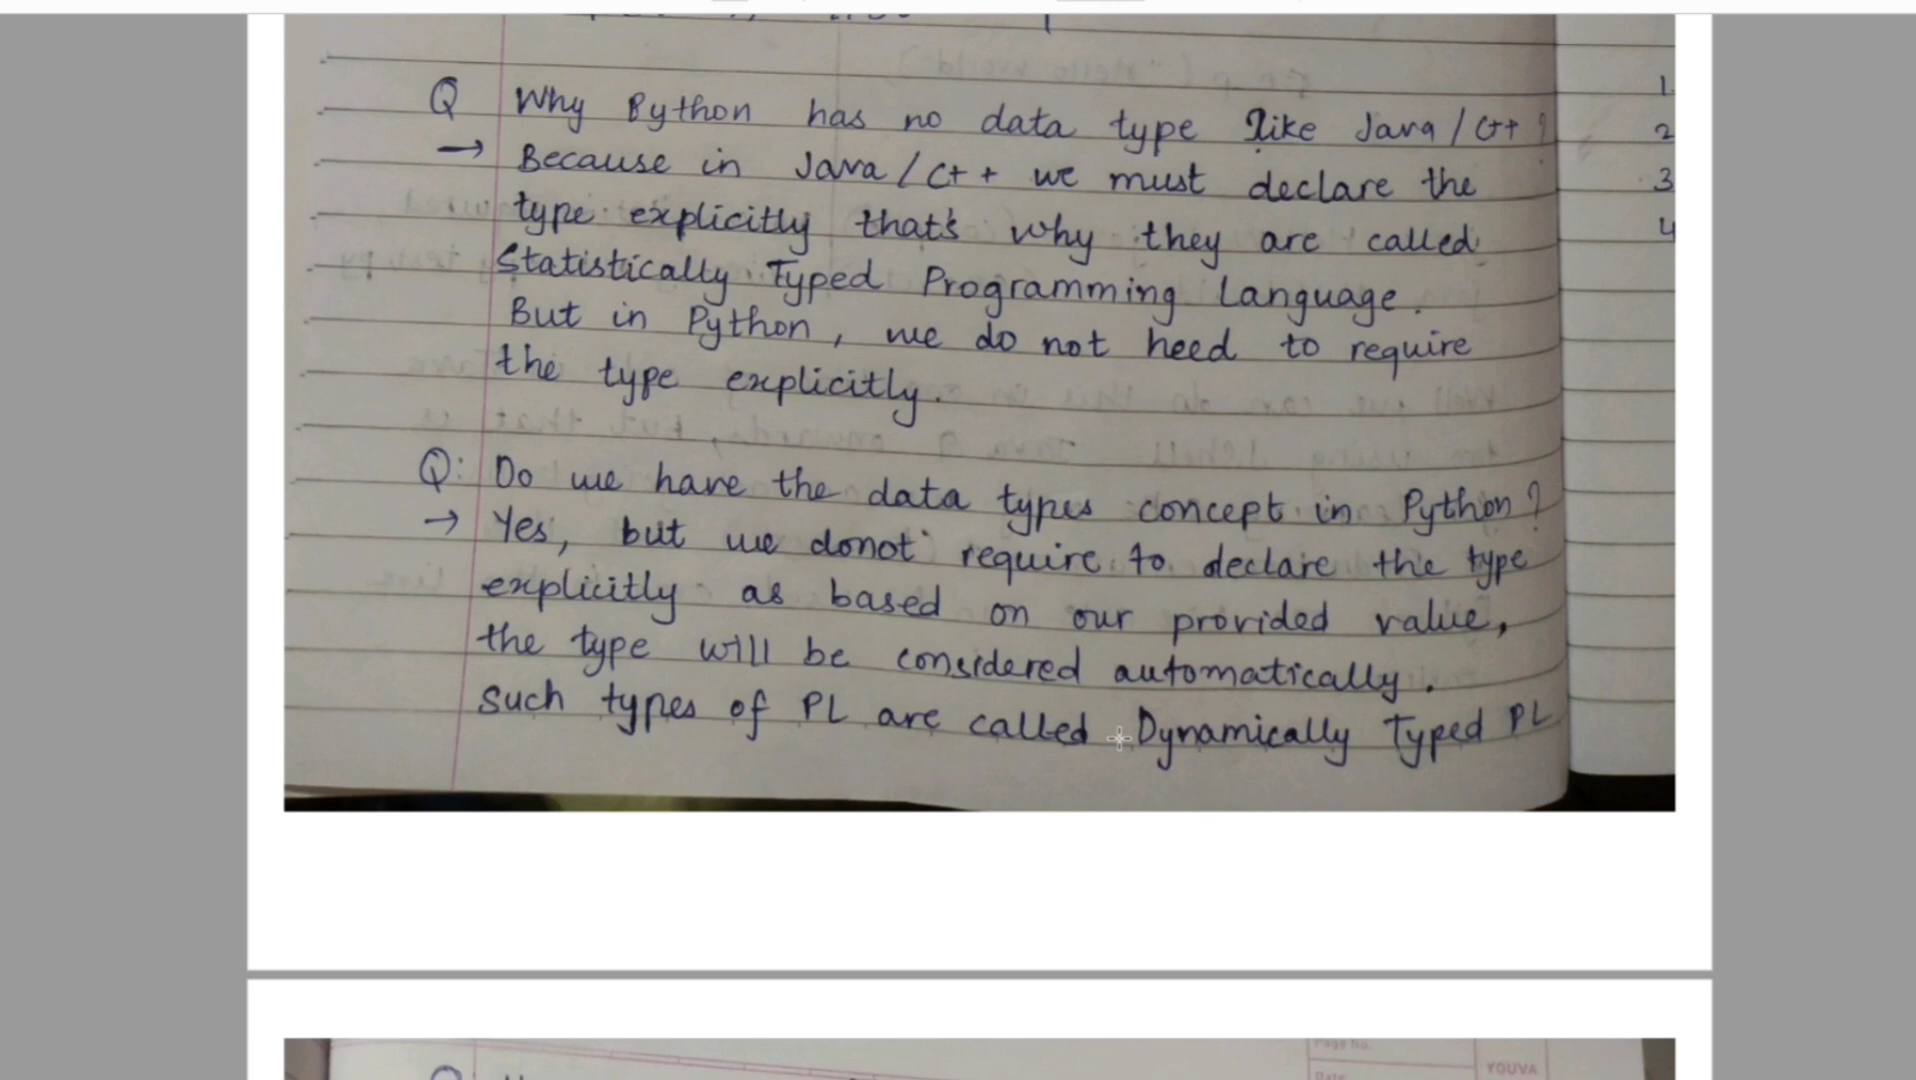 Q Why Python has no data type like Java / C++ ?
→ Because in Java / C++ we must declare the
type explicitly that's why they are called
Statistically Typed Programming Language.
But in Python, we do not need to require
the type explicitly.
Q: Do we have the data types concept in Python?
→ Yes, but we donot require to declare the type
explicitly as based on our provided value,
the type will be considered automatically.
Such types of PL are called Dynamically Typed PL
1.
2
3
4
Page No.
Date
YOUVA